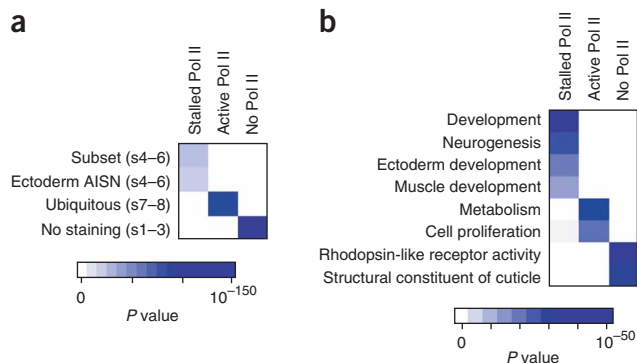 a
Stalled Pol II
Active Pol II
No Pol II
Subset (s4–6)
Ectoderm AISN (s4–6)
Ubiquitous (s7–8)
No staining (s1–3)
0
10⁻¹⁵⁰
P value
b
Stalled Pol II
Active Pol II
No Pol II
Development
Neurogenesis
Ectoderm development
Muscle development
Metabolism
Cell proliferation
Rhodopsin-like receptor activity
Structural constituent of cuticle
0
10⁻⁵⁰
P value